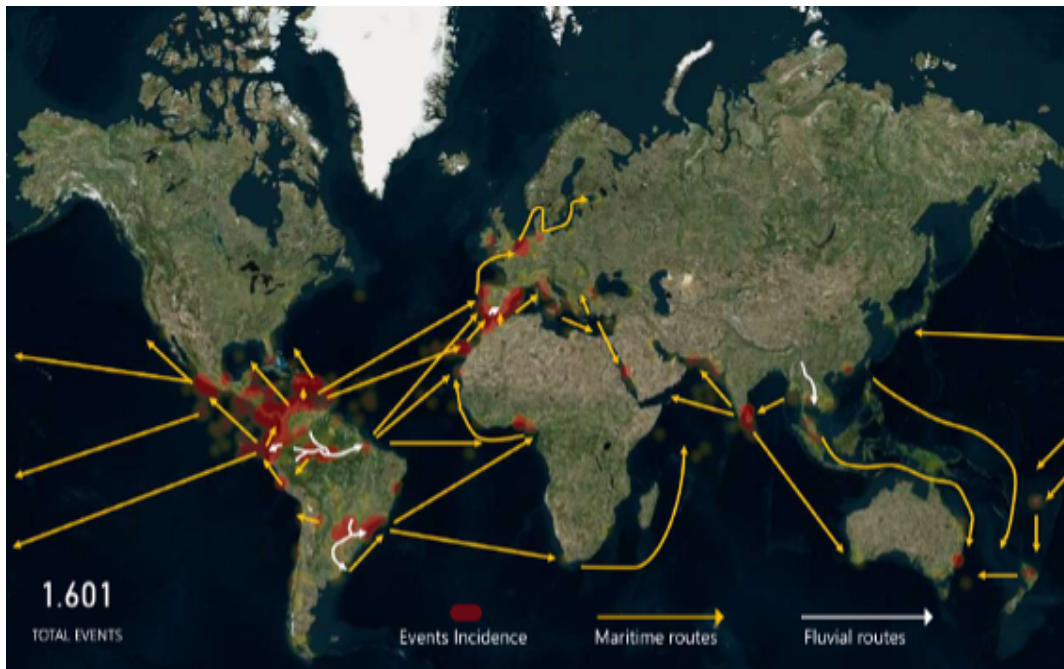 1.601
TOTAL EVENTS
Events Incidence
Maritime routes
Fluvial routes